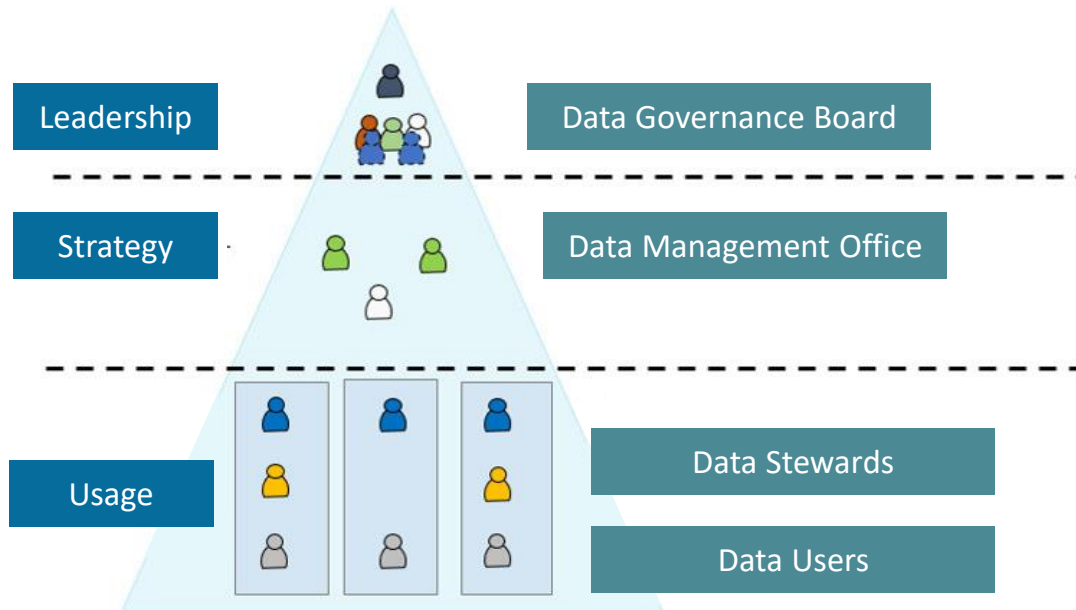 Leadership
Data Governance Board
Strategy
Data Management Office
Usage
Data Stewards
Data Users